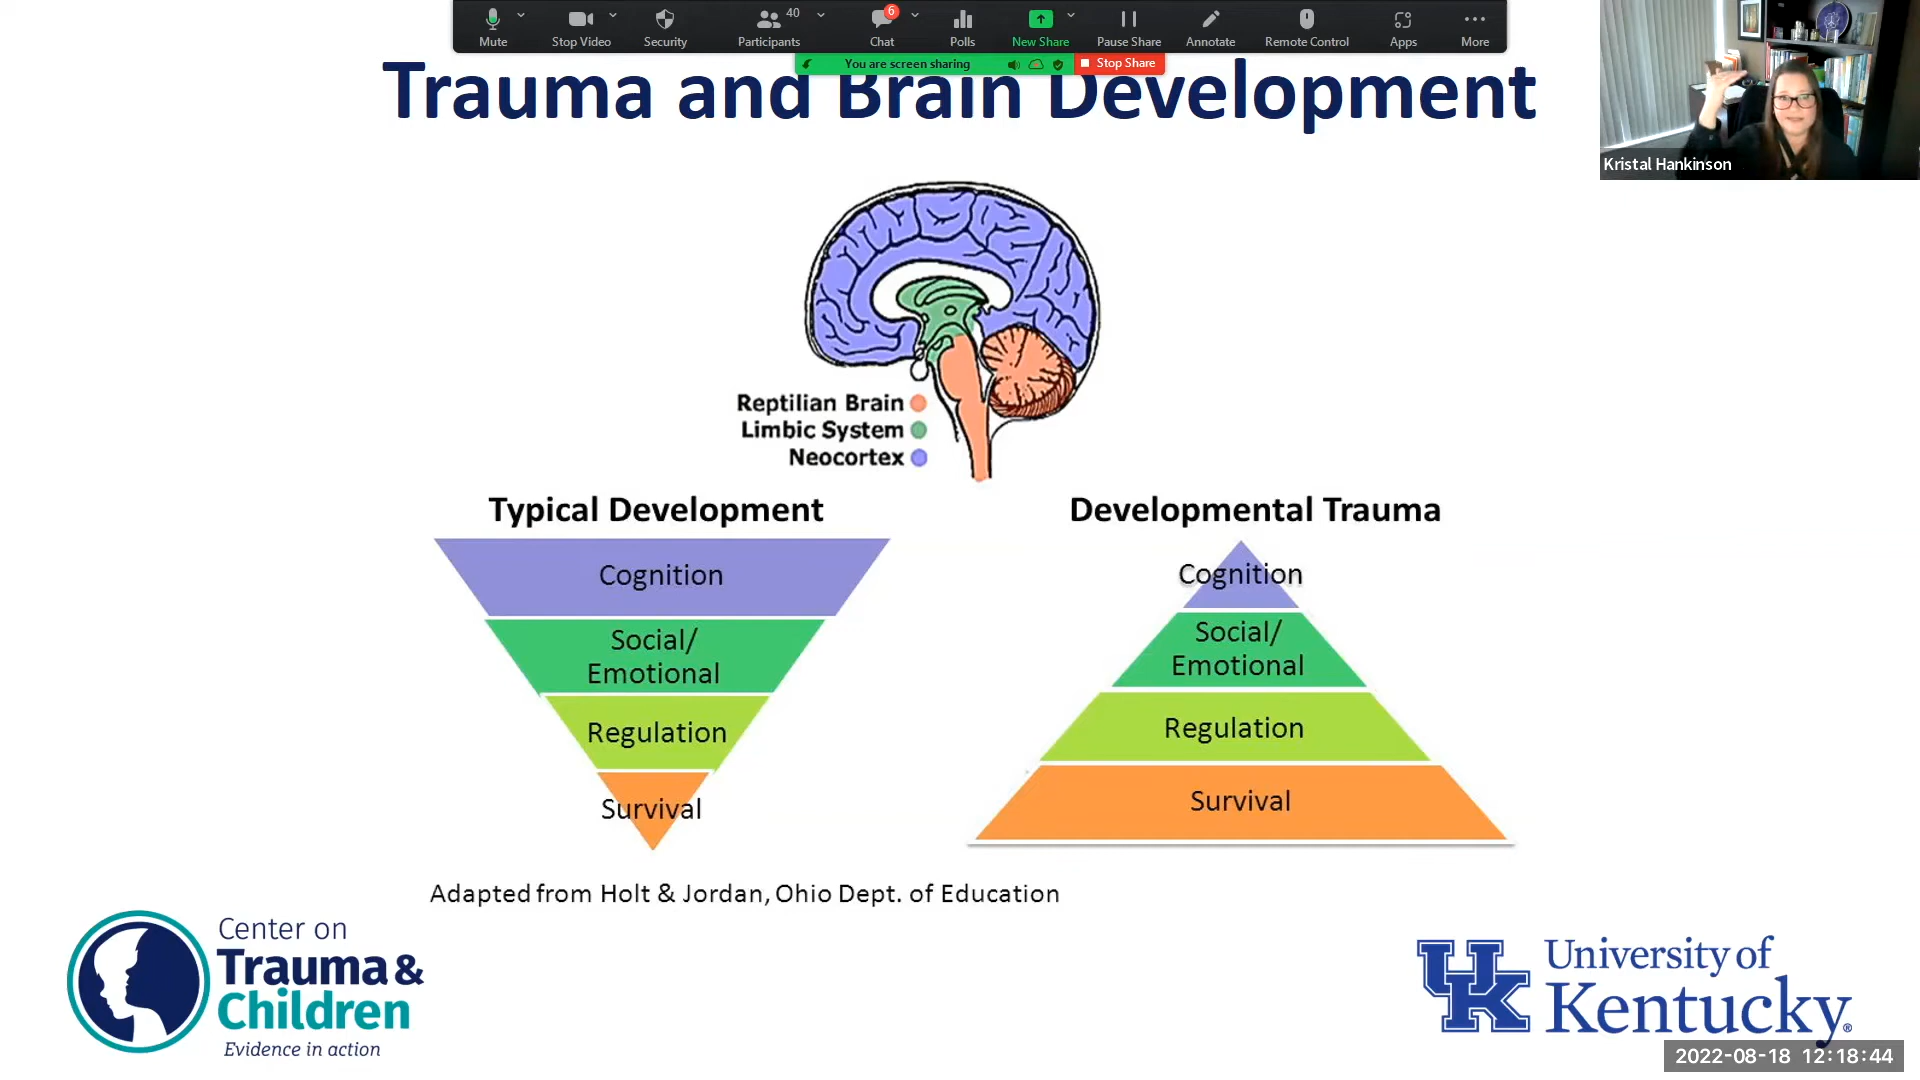 Mute
Stop Video
Security
Participants
40
Chat
6
Polls
New Share
Pause Share
Annotate
Remote Control
Apps
More
You are screen sharing
Stop Share
Trauma and Brain Development
Kristal Hankinson
Reptilian Brain
Limbic System
Neocortex
Typical Development
Cognition
Social/
Emotional
Regulation
Survival
Developmental Trauma
Cognition
Social/
Emotional
Regulation
Survival
Adapted from Holt & Jordan, Ohio Dept. of Education
Center on
Trauma &
Children
Evidence in action
UK
University of
Kentucky®
2022-08-18 12:18:44